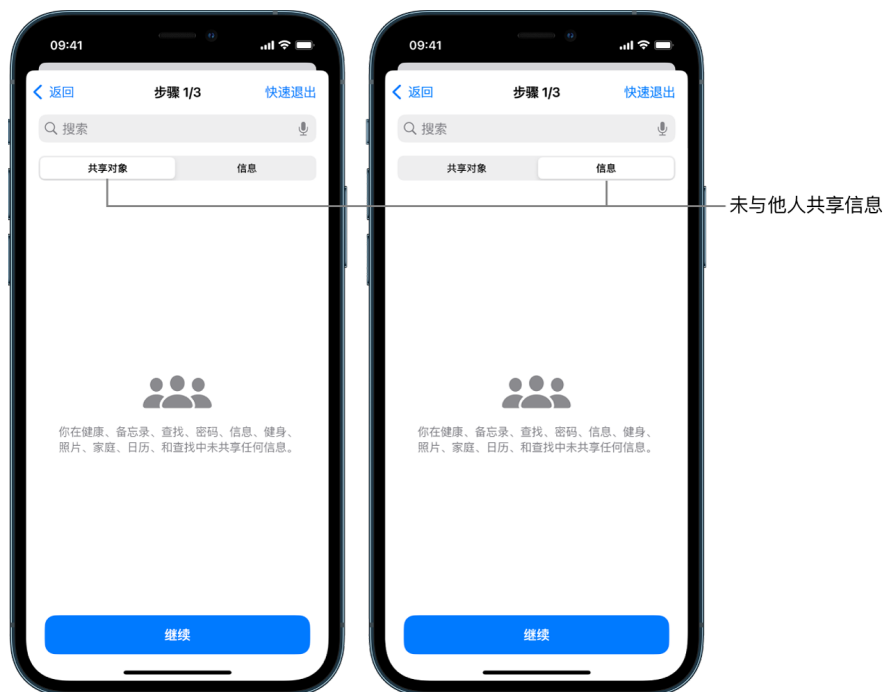 09:41
返回
步骤 1/3
快速退出
搜索
共享对象
信息
你在健康、备忘录、查找、密码、信息、健身、
照片、家庭、日历、和查找中未共享任何信息。
继续
09:41
返回
步骤 1/3
快速退出
搜索
共享对象
信息
你在健康、备忘录、查找、密码、信息、健身、
照片、家庭、日历、和查找中未共享任何信息。
继续
未与他人共享信息